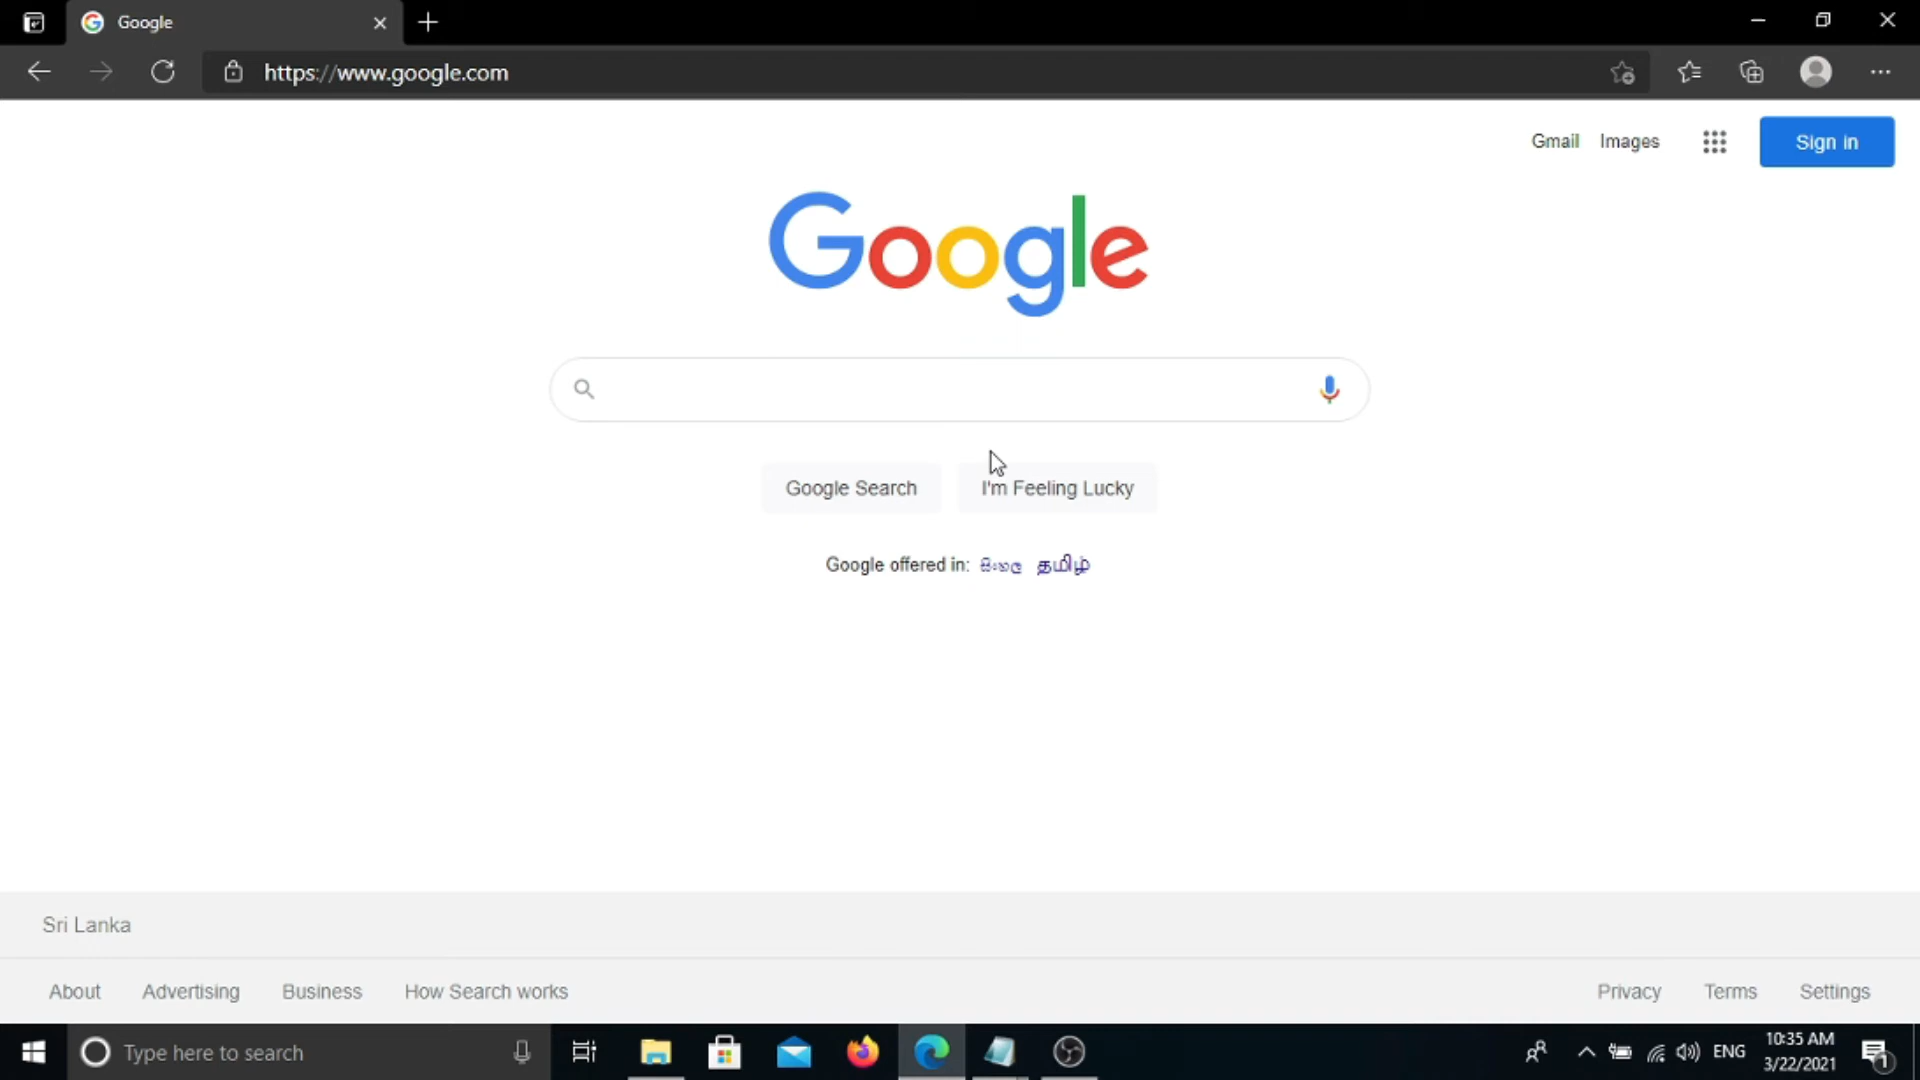 Google
https://www.google.com
Gmail Images Sign in
Google
Google Search I'm Feeling Lucky
Google offered in: සිංහල தமிழ்
Sri Lanka
About Advertising Business How Search works Privacy Terms Settings
Type here to search ENG 10:35 AM
3/22/2021 1